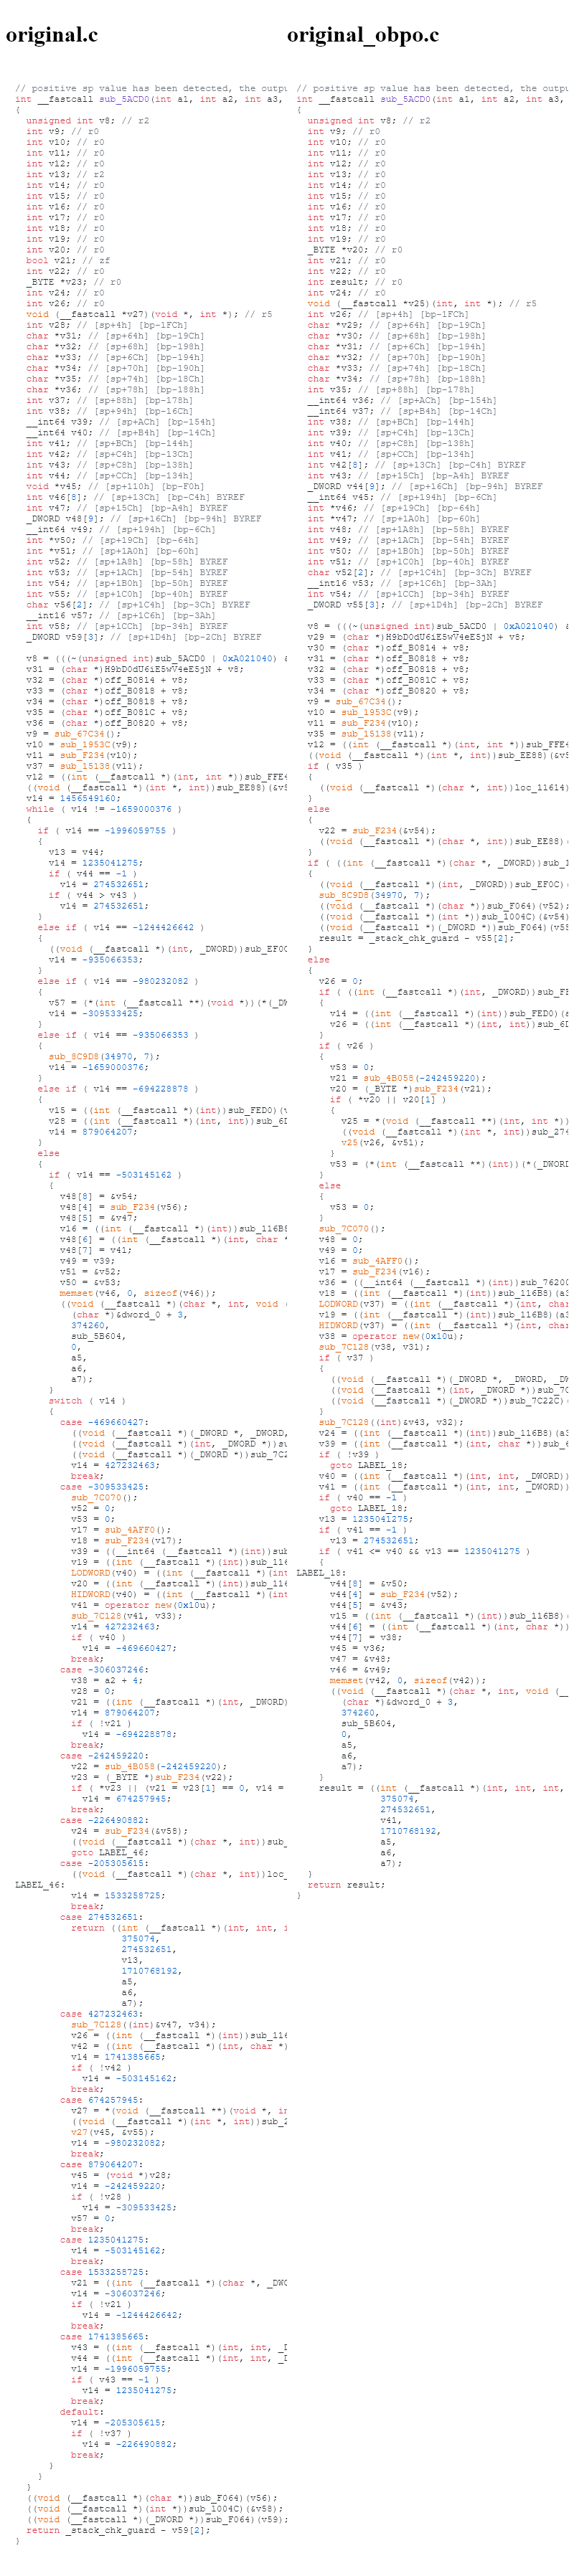 original.c
// positive sp value has been detected, the outpu
int __fastcall sub_5ACD0(int a1, int a2, int a3,
{
unsigned int v8; // r2
int v9; // r0
int v10; // r0
int v11; // r0
int v12; // r0
int v13; // r2
int v14; // r0
int v15; // r0
int v16; // r0
int v17; // r0
int v18; // r0
int v19; // r0
int v20; // r0
bool v21; // zf
int v22; // r0
_BYTE *v23; // r0
int v24; // r0
int v26; // r0
void (__fastcall *v27)(void *, int *); // r5
int v28; // [sp+4h] [bp-1FCh]
char *v31; // [sp+64h] [bp-19Ch]
char *v32; // [sp+68h] [bp-198h]
char *v33; // [sp+6Ch] [bp-194h]
char *v34; // [sp+70h] [bp-190h]
char *v35; // [sp+74h] [bp-18Ch]
char *v36; // [sp+78h] [bp-188h]
int v37; // [sp+88h] [bp-178h]
int v38; // [sp+94h] [bp-16Ch]
__int64 v39; // [sp+ACh] [bp-154h]
__int64 v40; // [sp+B4h] [bp-14Ch]
int v41; // [sp+BCh] [bp-144h]
int v42; // [sp+C4h] [bp-13Ch]
int v43; // [sp+C8h] [bp-138h]
int v44; // [sp+CCh] [bp-134h]
void *v45; // [sp+110h] [bp-F0h]
int v46[8]; // [sp+13Ch] [bp-C4h] BYREF
int v47; // [sp+15Ch] [bp-A4h] BYREF
_DWORD v48[9]; // [sp+16Ch] [bp-94h] BYREF
__int64 v49; // [sp+194h] [bp-6Ch]
int *v50; // [sp+19Ch] [bp-64h]
int *v51; // [sp+1A0h] [bp-60h]
int v52; // [sp+1A8h] [bp-58h] BYREF
int v53; // [sp+1ACh] [bp-54h] BYREF
int v54; // [sp+1B0h] [bp-50h] BYREF
int v55; // [sp+1C0h] [bp-40h] BYREF
char v56[2]; // [sp+1C4h] [bp-3Ch] BYREF
__int16 v57; // [sp+1C6h] [bp-3Ah]
int v58; // [sp+1CCh] [bp-34h] BYREF
_DWORD v59[3]; // [sp+1D4h] [bp-2Ch] BYREF
v8 = (((~(unsigned int)sub_5ACD0 | 0xA021040) &
v31 = (char *)H9bD0dU6iE5wV4eE5jN + v8;
v32 = (char *)off_B0814 + v8;
v33 = (char *)off_B0818 + v8;
v34 = (char *)off_B0818 + v8;
v35 = (char *)off_B081C + v8;
v36 = (char *)off_B0820 + v8;
v9 = sub_67C34();
v10 = sub_1953C(v9);
v11 = sub_F234(v10);
v37 = sub_15138(v11);
v12 = ((int (__fastcall *)(int, int *))sub_FFE4
((void (__fastcall *)(int *, int))sub_EE88)(&v5
v14 = 1456549160;
while ( v14 != -1659000376 )
{
if ( v14 == -1996059755 )
{
v13 = v44;
v14 = 1235041275;
if ( v44 == -1 )
v14 = 274532651;
if ( v44 > v43 )
v14 = 274532651;
}
else if ( v14 == -1244426642 )
{
((void (__fastcall *)(int, _DWORD))sub_EF0C
v14 = -935066353;
}
else if ( v14 == -980232082 )
{
v57 = (*(int (__fastcall **)(void *))(*(_DW
v14 = -309533425;
}
else if ( v14 == -935066353 )
{
sub_8C9D8(34970, 7);
v14 = -1659000376;
}
else if ( v14 == -694228878 )
{
v15 = ((int (__fastcall *)(int))sub_FED0)(v
v28 = ((int (__fastcall *)(int, int))sub_6D
v14 = 879064207;
}
else
{
if ( v14 == -503145162 )
{
v48[8] = &v54;
v48[4] = sub_F234(v56);
v48[5] = &v47;
v16 = ((int (__fastcall *)(int))sub_116B8
v48[6] = ((int (__fastcall *)(int, char *
v48[7] = v41;
v49 = v39;
v51 = &v52;
v50 = &v53;
memset(v46, 0, sizeof(v46));
((void (__fastcall *)(char *, int, void (
(char *)&dword_0 + 3,
374260,
sub_5B604,
0,
a5,
a6,
a7);
}
switch ( v14 )
{
case -469660427:
((void (__fastcall *)(_DWORD *, _DWORD,
((void (__fastcall *)(int, _DWORD *))su
((void (__fastcall *)(_DWORD *))sub_7C2
v14 = 427232463;
break;
case -309533425:
sub_7C070();
v52 = 0;
v53 = 0;
v17 = sub_4AFF0();
v18 = sub_F234(v17);
v39 = ((__int64 (__fastcall *)(int))sub
v19 = ((int (__fastcall *)(int))sub_116
LODWORD(v40) = ((int (__fastcall *)(int
v20 = ((int (__fastcall *)(int))sub_116
HIDWORD(v40) = ((int (__fastcall *)(int
v41 = operator new(0x10u);
sub_7C128(v41, v33);
v14 = 427232463;
if ( v40 )
v14 = -469660427;
break;
case -306037246:
v38 = a2 + 4;
v28 = 0;
v21 = ((int (__fastcall *)(int, _DWORD)
v14 = 879064207;
if ( !v21 )
v14 = -694228878;
break;
case -242459220:
v22 = sub_4B058(-242459220);
v23 = (_BYTE *)sub_F234(v22);
if ( *v23 || (v21 = v23[1] == 0, v14 =
v14 = 674257945;
break;
case -226490882:
v24 = sub_F234(&v58);
((void (__fastcall *)(char *, int))sub_
goto LABEL_46;
case -205305615:
((void (__fastcall *)(char *, int))loc_
LABEL_46:
v14 = 1533258725;
break;
case 274532651:
return ((int (__fastcall *)(int, int, i
375074,
274532651,
v13,
1710768192,
a5,
a6,
a7);
case 427232463:
sub_7C128((int)&v47, v34);
v26 = ((int (__fastcall *)(int))sub_116
v42 = ((int (__fastcall *)(int, char *)
v14 = 1741385665;
if ( !v42 )
v14 = -503145162;
break;
case 674257945:
v27 = *(void (__fastcall **)(void *, in
((void (__fastcall *)(int *, int))sub_2
v27(v45, &v55);
v14 = -980232082;
break;
case 879064207:
v45 = (void *)v28;
v14 = -242459220;
if ( !v28 )
v14 = -309533425;
v57 = 0;
break;
case 1235041275:
v14 = -503145162;
break;
case 1533258725:
v21 = ((int (__fastcall *)(char *, _DWO
v14 = -306037246;
if ( !v21 )
v14 = -1244426642;
break;
case 1741385665:
v43 = ((int (__fastcall *)(int, int, _D
v44 = ((int (__fastcall *)(int, int, _D
v14 = -1996059755;
if ( v43 == -1 )
v14 = 1235041275;
break;
default:
v14 = -205305615;
if ( !v37 )
v14 = -226490882;
break;
}
}
}
((void (__fastcall *)(char *))sub_F064)(v56);
((void (__fastcall *)(int *))sub_1004C)(&v58);
((void (__fastcall *)(_DWORD *))sub_F064)(v59);
return _stack_chk_guard - v59[2];
}
original_obpo.c
// positive sp value has been detected, the outpu
int __fastcall sub_5ACD0(int a1, int a2, int a3,
{
unsigned int v8; // r2
int v9; // r0
int v10; // r0
int v11; // r0
int v12; // r0
int v13; // r2
int v14; // r0
int v15; // r0
int v16; // r0
int v17; // r0
int v18; // r0
int v19; // r0
_BYTE *v20; // r0
int v21; // r0
int v22; // r0
int result; // r0
int v24; // r0
void (__fastcall *v25)(int, int *); // r5
int v26; // [sp+4h] [bp-1FCh]
char *v29; // [sp+64h] [bp-19Ch]
char *v30; // [sp+68h] [bp-198h]
char *v31; // [sp+6Ch] [bp-194h]
char *v32; // [sp+70h] [bp-190h]
char *v33; // [sp+74h] [bp-18Ch]
char *v34; // [sp+78h] [bp-188h]
int v35; // [sp+88h] [bp-178h]
__int64 v36; // [sp+ACh] [bp-154h]
__int64 v37; // [sp+B4h] [bp-14Ch]
int v38; // [sp+BCh] [bp-144h]
int v39; // [sp+C4h] [bp-13Ch]
int v40; // [sp+C8h] [bp-138h]
int v41; // [sp+CCh] [bp-134h]
int v42[8]; // [sp+13Ch] [bp-C4h] BYREF
int v43; // [sp+15Ch] [bp-A4h] BYREF
_DWORD v44[9]; // [sp+16Ch] [bp-94h] BYREF
__int64 v45; // [sp+194h] [bp-6Ch]
int *v46; // [sp+19Ch] [bp-64h]
int *v47; // [sp+1A0h] [bp-60h]
int v48; // [sp+1A8h] [bp-58h] BYREF
int v49; // [sp+1ACh] [bp-54h] BYREF
int v50; // [sp+1B0h] [bp-50h] BYREF
int v51; // [sp+1C0h] [bp-40h] BYREF
char v52[2]; // [sp+1C4h] [bp-3Ch] BYREF
__int16 v53; // [sp+1C6h] [bp-3Ah]
int v54; // [sp+1CCh] [bp-34h] BYREF
_DWORD v55[3]; // [sp+1D4h] [bp-2Ch] BYREF
v8 = (((~(unsigned int)sub_5ACD0 | 0xA021040) &
v29 = (char *)H9bD0dU6iE5wV4eE5jN + v8;
v30 = (char *)off_B0814 + v8;
v31 = (char *)off_B0818 + v8;
v32 = (char *)off_B0818 + v8;
v33 = (char *)off_B081C + v8;
v34 = (char *)off_B0820 + v8;
v9 = sub_67C34();
v10 = sub_1953C(v9);
v11 = sub_F234(v10);
v35 = sub_15138(v11);
v12 = ((int (__fastcall *)(int, int *))sub_FFE4
((void (__fastcall *)(int *, int))sub_EE88)(&v5
if ( v35 )
{
((void (__fastcall *)(char *, int))loc_11614)
}
else
{
v22 = sub_F234(&v54);
((void (__fastcall *)(char *, int))sub_EE88)(
}
if ( ((int (__fastcall *)(char *, _DWORD))sub_1
{
((void (__fastcall *)(int, _DWORD))sub_EF0C)(
sub_8C9D8(34970, 7);
((void (__fastcall *)(char *))sub_F064)(v52);
((void (__fastcall *)(int *))sub_1004C)(&v54)
((void (__fastcall *)(_DWORD *))sub_F064)(v55
result = _stack_chk_guard - v55[2];
}
else
{
v26 = 0;
if ( ((int (__fastcall *)(int, _DWORD))sub_FE
{
v14 = ((int (__fastcall *)(int))sub_FED0)(a
v26 = ((int (__fastcall *)(int, int))sub_6D
}
if ( v26 )
{
v53 = 0;
v21 = sub_4B058(-242459220);
v20 = (_BYTE *)sub_F234(v21);
if ( *v20 || v20[1] )
{
v25 = *(void (__fastcall **)(int, int *))
((void (__fastcall *)(int *, int))sub_274
v25(v26, &v51);
}
v53 = (*(int (__fastcall **)(int))(*(_DWORD
}
else
{
v53 = 0;
}
sub_7C070();
v48 = 0;
v49 = 0;
v16 = sub_4AFF0();
v17 = sub_F234(v16);
v36 = ((__int64 (__fastcall *)(int))sub_76200
v18 = ((int (__fastcall *)(int))sub_116B8)(a3
LODWORD(v37) = ((int (__fastcall *)(int, char
v19 = ((int (__fastcall *)(int))sub_116B8)(a3
HIDWORD(v37) = ((int (__fastcall *)(int, char
v38 = operator new(0x10u);
sub_7C128(v38, v31);
if ( v37 )
{
((void (__fastcall *)(_DWORD *, _DWORD, _DW
((void (__fastcall *)(int, _DWORD *))sub_7C
((void (__fastcall *)(_DWORD *))sub_7C22C)(
}
sub_7C128((int)&v43, v32);
v24 = ((int (__fastcall *)(int))sub_116B8)(a3
v39 = ((int (__fastcall *)(int, char *))sub_6
if ( !v39 )
goto LABEL_18;
v40 = ((int (__fastcall *)(int, int, _DWORD))
v41 = ((int (__fastcall *)(int, int, _DWORD))
if ( v40 == -1 )
goto LABEL_18;
v13 = 1235041275;
if ( v41 == -1 )
v13 = 274532651;
if ( v41 <= v40 && v13 == 1235041275 )
{
LABEL_18:
v44[8] = &v50;
v44[4] = sub_F234(v52);
v44[5] = &v43;
v15 = ((int (__fastcall *)(int))sub_116B8)(
v44[6] = ((int (__fastcall *)(int, char *))
v44[7] = v38;
v45 = v36;
v47 = &v48;
v46 = &v49;
memset(v42, 0, sizeof(v42));
((void (__fastcall *)(char *, int, void (__
(char *)&dword_0 + 3,
374260,
sub_5B604,
0,
a5,
a6,
a7);
}
result = ((int (__fastcall *)(int, int, int,
375074,
274532651,
v41,
1710768192,
a5,
a6,
a7);
}
return result;
}